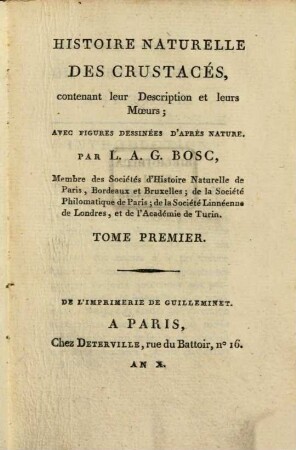 HISTOIRE NATURELLE
DES CRUSTACÉS,
contenant leur Description et leurs
Mœurs;
AVEC FIGURES DESSINÉES D'APRÈS NATURE.
PAR L. A. G. BOSC,
Membre des Sociétés d'Histoire Naturelle de
Paris, Bordeaux et Bruxelles; de la Société
Philomatique de Paris; de la Société Linnéenne
de Londres, et de l'Académie de Turin.
TOME PREMIER.
DE L'IMPRIMERIE DE GUILLEMINET.
A PARIS,
Chez DETERVILLE, rue du Battoir, n° 16.
AN X.